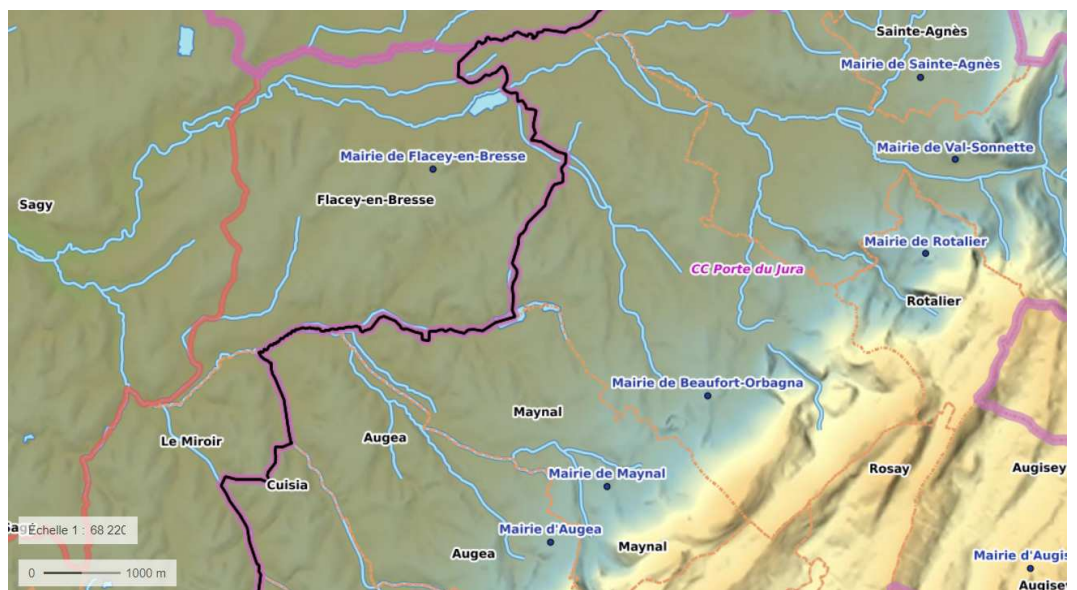 Sainte-Agnès
Mairie de Sainte-Agnès
Mairie de Val-Sonnette
Mairie de Flacey-en-Bresse
Flacey-en-Bresse
Sagy
Mairie de Rotalier
CC Porte du Jura
Rotalier
Mairie de Beaufort-Orbagna
Maynal
Le Miroir
Augea
Rosay
Augisey
Mairie de Maynal
Cuisia
Échelle 1 : 68 220
Mairie d'Augea
Augea
Maynal
Mairie d'Augis
Augisey
0 1000 m